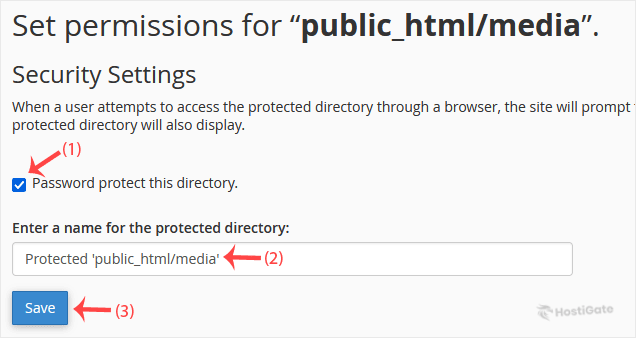 Set permissions for “public_html/media”.
Security Settings
When a user attempts to access the protected directory through a browser, the site will prompt
protected directory will also display.
(1)
Password protect this directory.
Enter a name for the protected directory:
Protected 'public_html/media'
(2)
Save
(3)
HostiGate